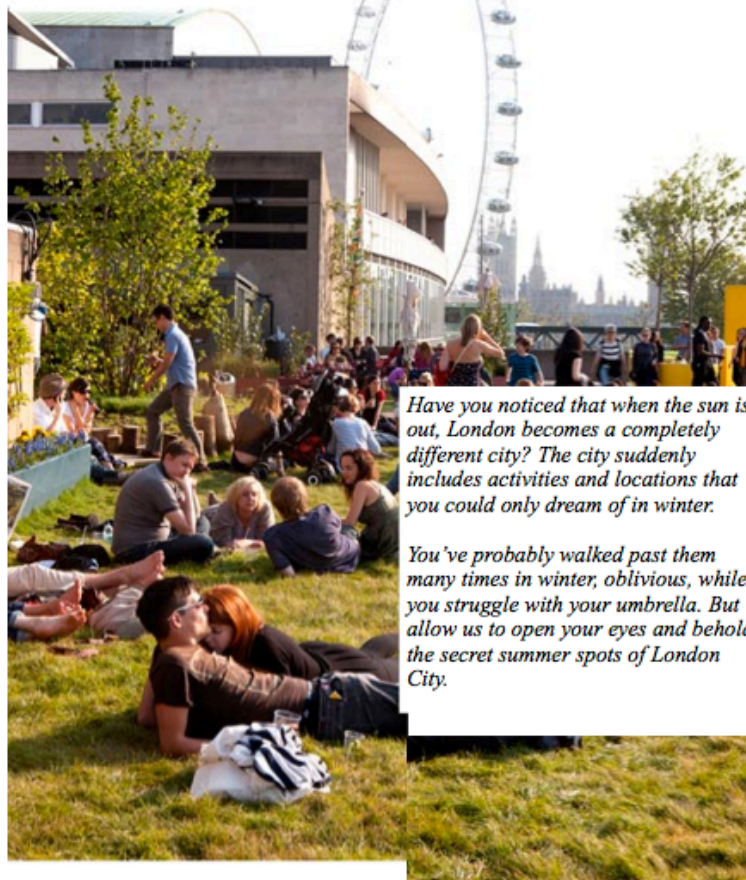 Have you noticed that when the sun is
out, London becomes a completely
different city? The city suddenly
includes activities and locations that
you could only dream of in winter.
You've probably walked past them
many times in winter, oblivious, while
you struggle with your umbrella. But
allow us to open your eyes and behold
the secret summer spots of London
City.